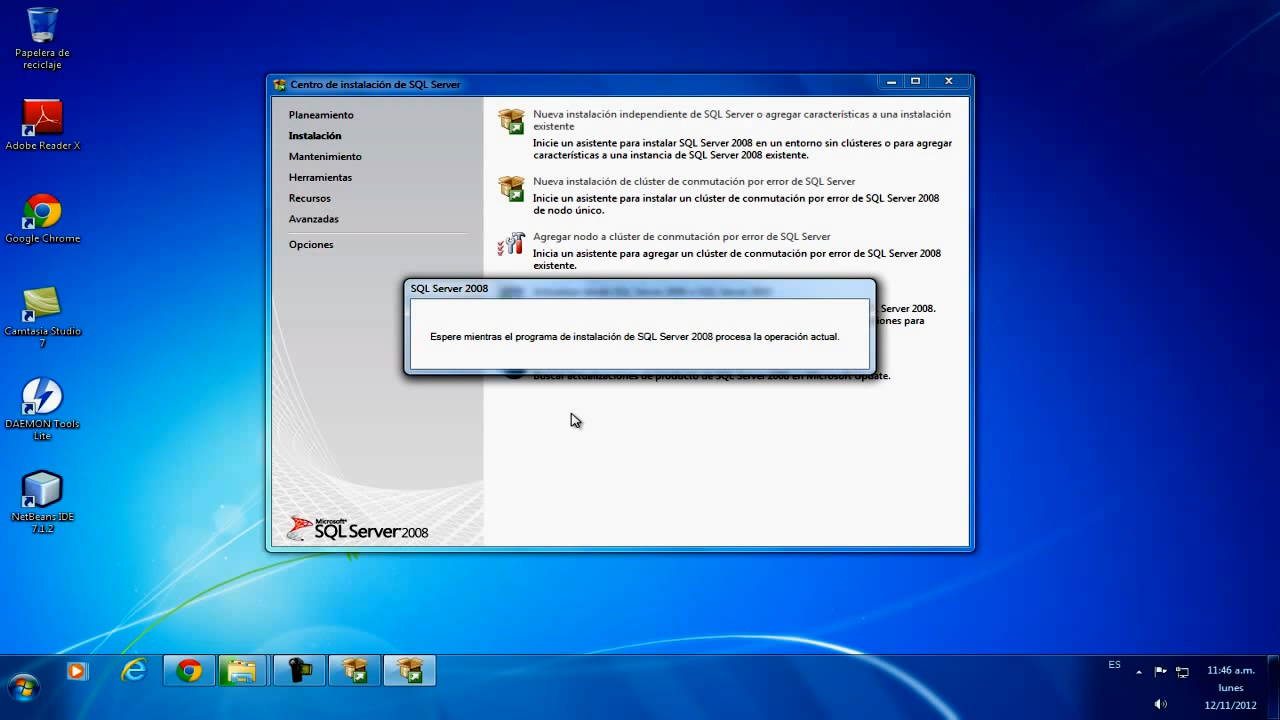 Papelera de
reciclaje
Adobe Reader X
Google Chrome
Camtasia Studio
7
DAEMON Tools
Lite
NetBeans IDE
7.1.2
Centro de instalación de SQL Server
Planeamiento
Instalación
Mantenimiento
Herramientas
Recursos
Avanzadas
Opciones
Microsoft
SQL Server 2008
Nueva instalación independiente de SQL Server o agregar características a una instalación
existente
Inicie un asistente para instalar SQL Server 2008 en un entorno sin clústeres o para agregar
características a una instancia de SQL Server 2008 existente.
Nueva instalación de clúster de conmutación por error de SQL Server
Inicie un asistente para instalar un clúster de conmutación por error de SQL Server 2008
de nodo único.
Agregar nodo a clúster de conmutación por error de SQL Server
Inicia un asistente para agregar un clúster de conmutación por error de SQL Server 2008
existente.
Server 2008.
para
SQL Server 2008
Espere mientras el programa de instalación de SQL Server 2008 procesa la operación actual.
Buscar actualizaciones de producto de SQL Server 2008 en Microsoft Update.
ES
11:46 a.m.
lunes
12/11/2012